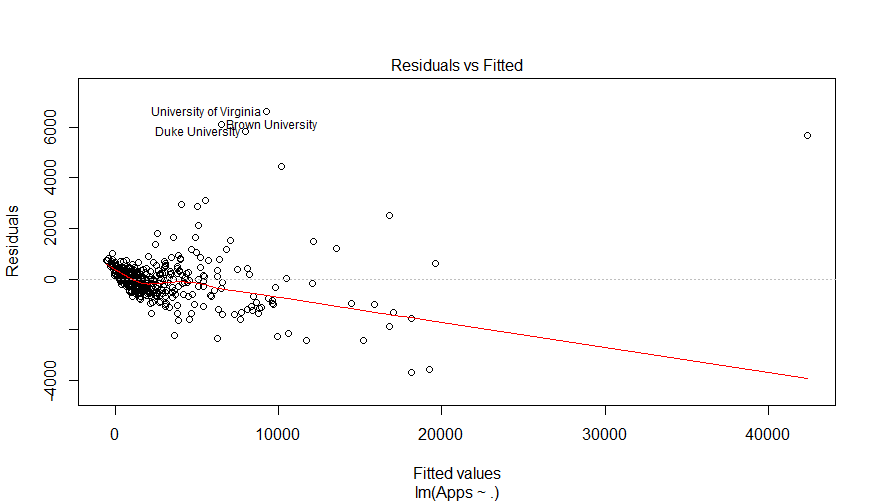 Residuals vs Fitted
University of Virginia
Brown University
Duke University
Residuals
6000
4000
2000
0
-4000
0
10000
20000
30000
40000
Fitted values
lm(Apps ~ .)